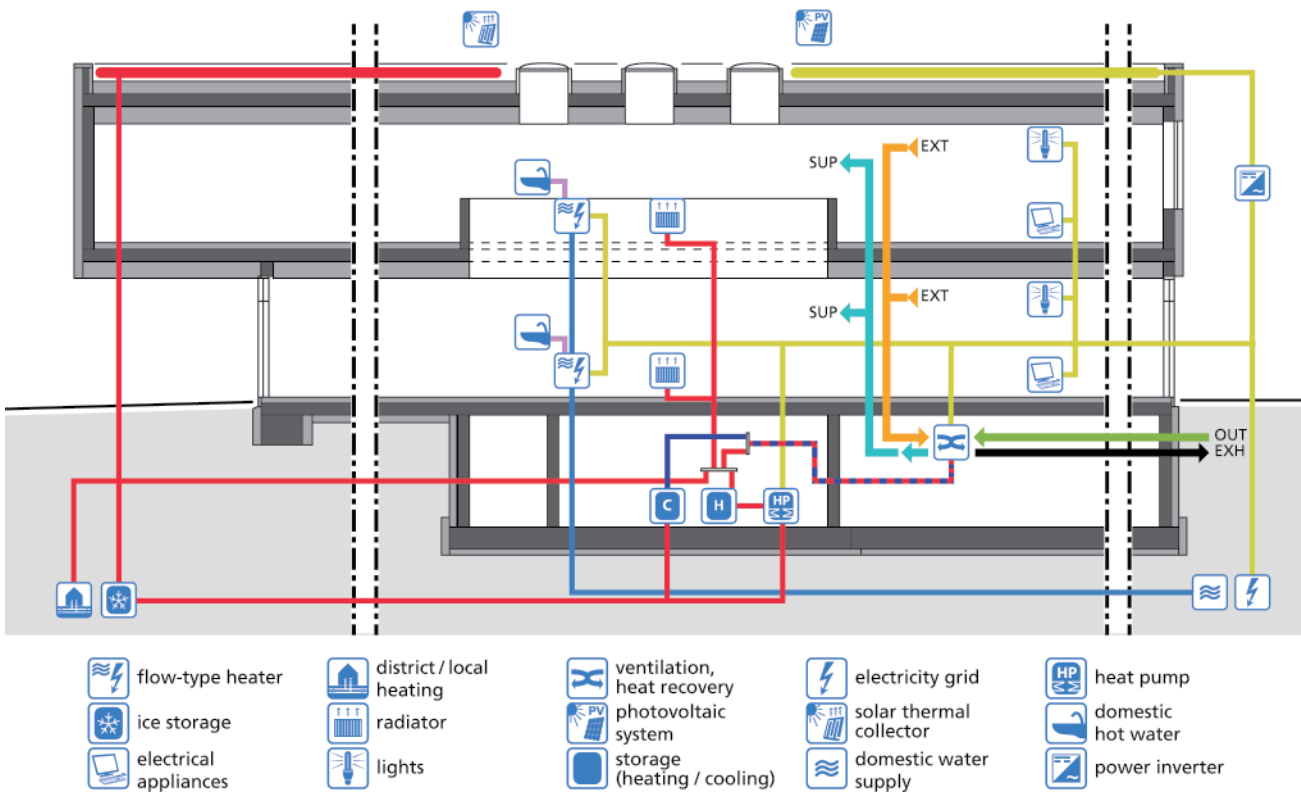 PV
EXT
SUP
EXT
SUP
OUT
EXH
C
H
HP
flow-type heater
district / local
heating
ventilation,
heat recovery
electricity grid
HP
heat pump
ice storage
radiator
PV
photovoltaic
system
solar thermal
collector
domestic
hot water
electrical
appliances
lights
storage
(heating / cooling)
domestic water
supply
power inverter